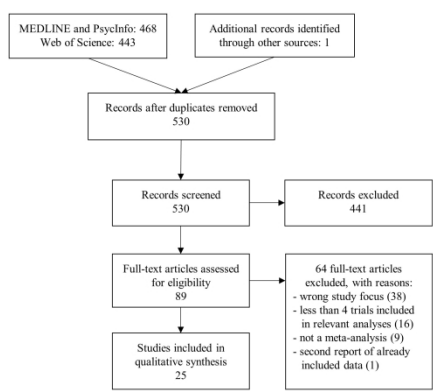 MEDLINE and PsycInfo: 468
Web of Science: 443
Additional records identified
through other sources: 1
Records after duplicates removed
530
Records screened
530
Records excluded
441
Full-text articles assessed
for eligibility
89
64 full-text articles
excluded, with reasons:
- wrong study focus (38)
- less than 4 trials included
in relevant analyses (16)
- not a meta-analysis (9)
- second report of already
included data (1)
Studies included in
qualitative synthesis
25